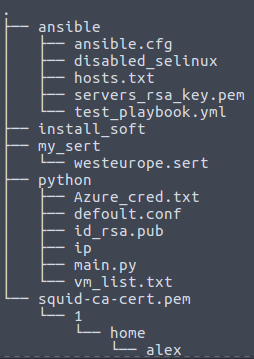 .
├── ansible
│   ├── ansible.cfg
│   ├── disabled_selinux
│   ├── hosts.txt
│   ├── servers_rsa_key.pem
│   └── test_playbook.yml
├── install_soft
├── my_sert
│   └── westeurope.sert
├── python
│   ├── Azure_cred.txt
│   ├── defoult.conf
│   ├── id_rsa.pub
│   ├── ip
│   ├── main.py
│   └── vm_list.txt
└── squid-ca-cert.pem
    └── 1
        └── home
            └── alex